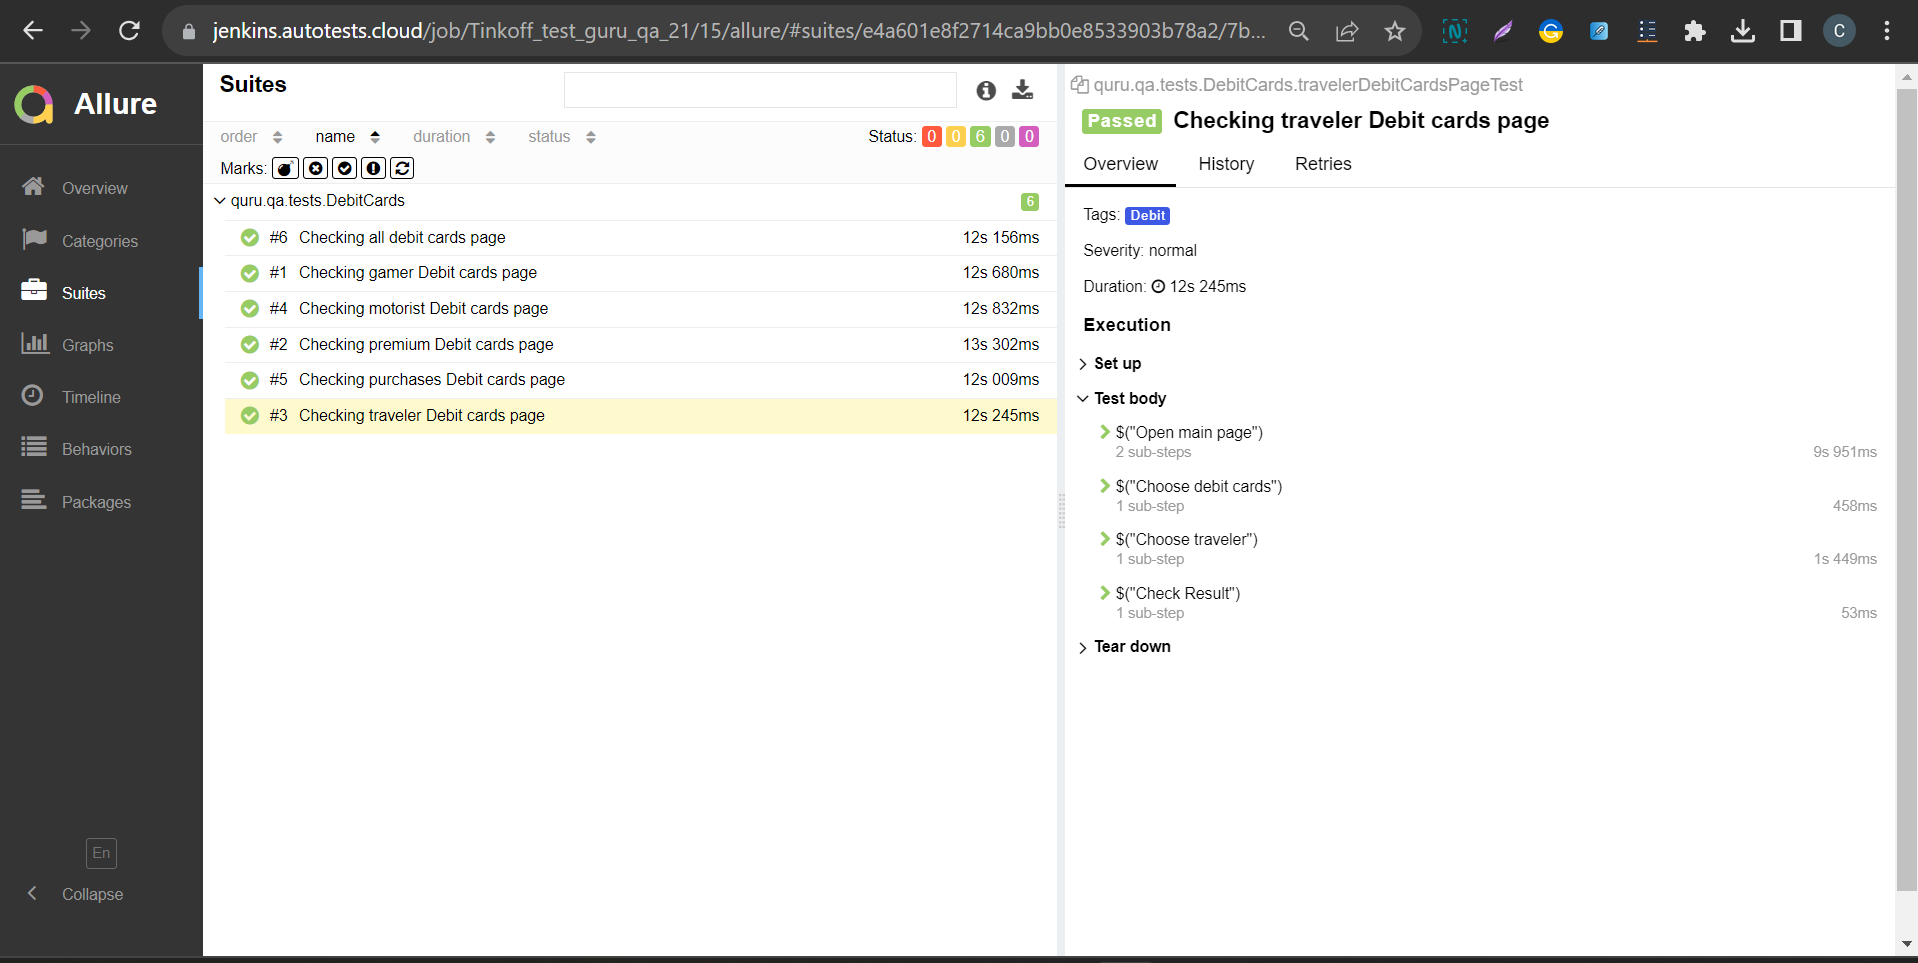 jenkins.autotests.cloud/job/Tinkoff_test_guru_qa_21/15/allure/#suites/e4a601e8f2714ca9bb0e8533903b78a2/7b...
C
Allure
Overview
Categories
Suites
Graphs
Timeline
Behaviors
Packages
En
Collapse
Suites
order name duration status Status: 0 0 6 0 0
Marks:
quru.qa.tests.DebitCards 6
#6 Checking all debit cards page 12s 156ms
#1 Checking gamer Debit cards page 12s 680ms
#4 Checking motorist Debit cards page 12s 832ms
#2 Checking premium Debit cards page 13s 302ms
#5 Checking purchases Debit cards page 12s 009ms
#3 Checking traveler Debit cards page 12s 245ms
quru.qa.tests.DebitCards.travelerDebitCardsPageTest
Passed Checking traveler Debit cards page
Overview History Retries
Tags: Debit
Severity: normal
Duration: 12s 245ms
Execution
Set up
Test body
$("Open main page")
2 sub-steps 9s 951ms
$("Choose debit cards")
1 sub-step 458ms
$("Choose traveler")
1 sub-step 1s 449ms
$("Check Result")
1 sub-step 53ms
Tear down